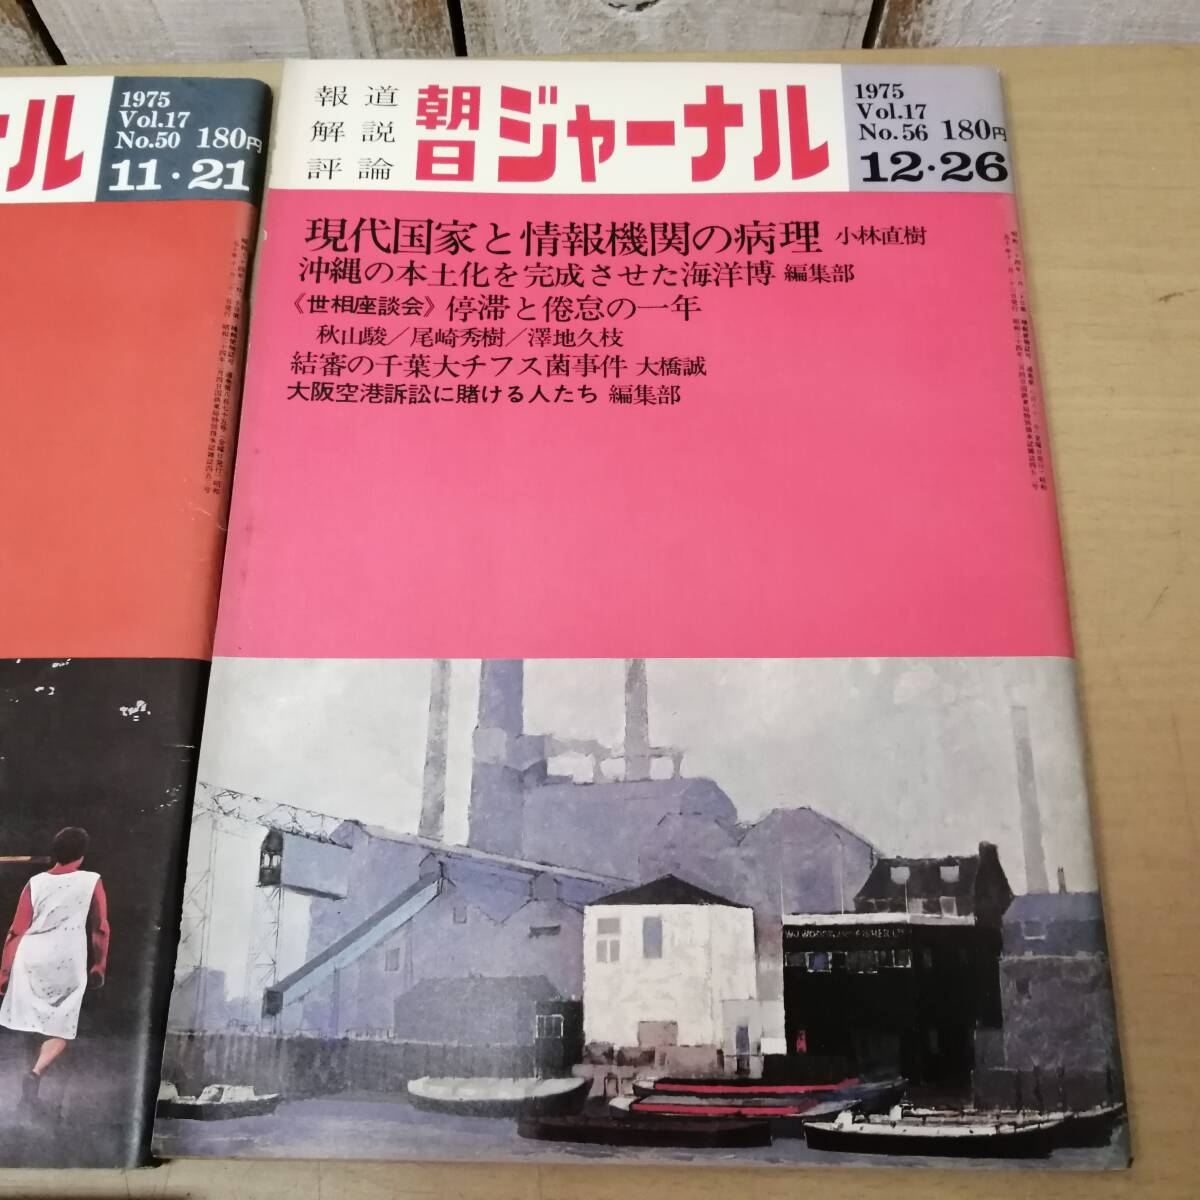 ナル
1975
Vol.17
No.50 180円
11・21
報道
解説
評論
朝日ジャーナル
1975
Vol.17
No.56 180円
12・26
現代国家と情報機関の病理 小林直樹
沖縄の本土化を完成させた海洋博 編集部
《世相座談会》停滞と倦怠の一年
秋山駿／尾崎秀樹／澤地久枝
結審の千葉大チフス菌事件 大橋誠
大阪空港訴訟に賭ける人たち 編集部